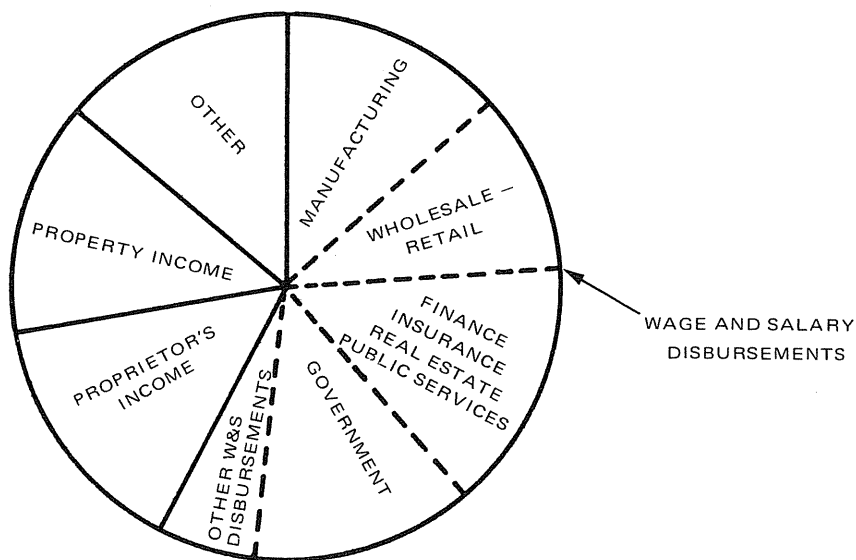 OTHER
MANUFACTURING
WHOLESALE –
RETAIL
PROPERTY INCOME
FINANCE
INSURANCE
REAL ESTATE
PUBLIC SERVICES
WAGE AND SALARY
DISBURSEMENTS
PROPRIETOR'S
INCOME
OTHER W&S
DISBURSEMENTS
GOVERNMENT